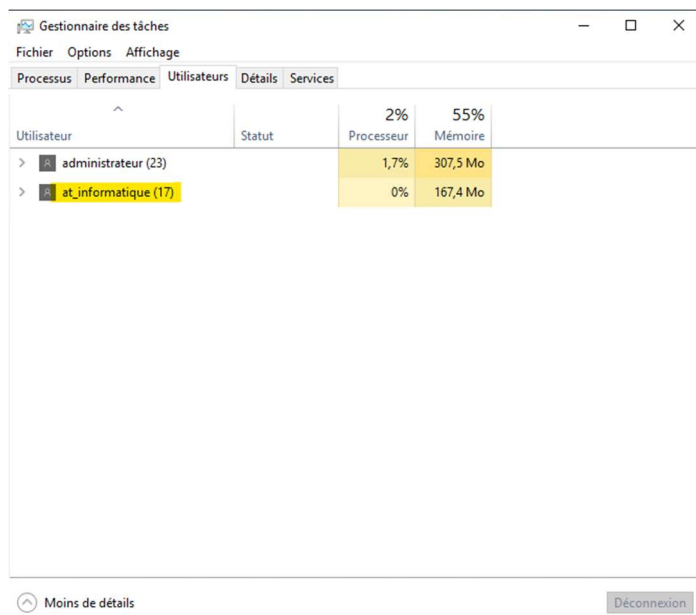 Gestionnaire des tâches
Fichier Options Affichage
Processus Performance Utilisateurs Détails Services
2% 55%
Utilisateur Statut Processeur Mémoire
administrateur (23) 1,7% 307,5 Mo
at_informatique (17) 0% 167,4 Mo
Moins de détails Déconnexion